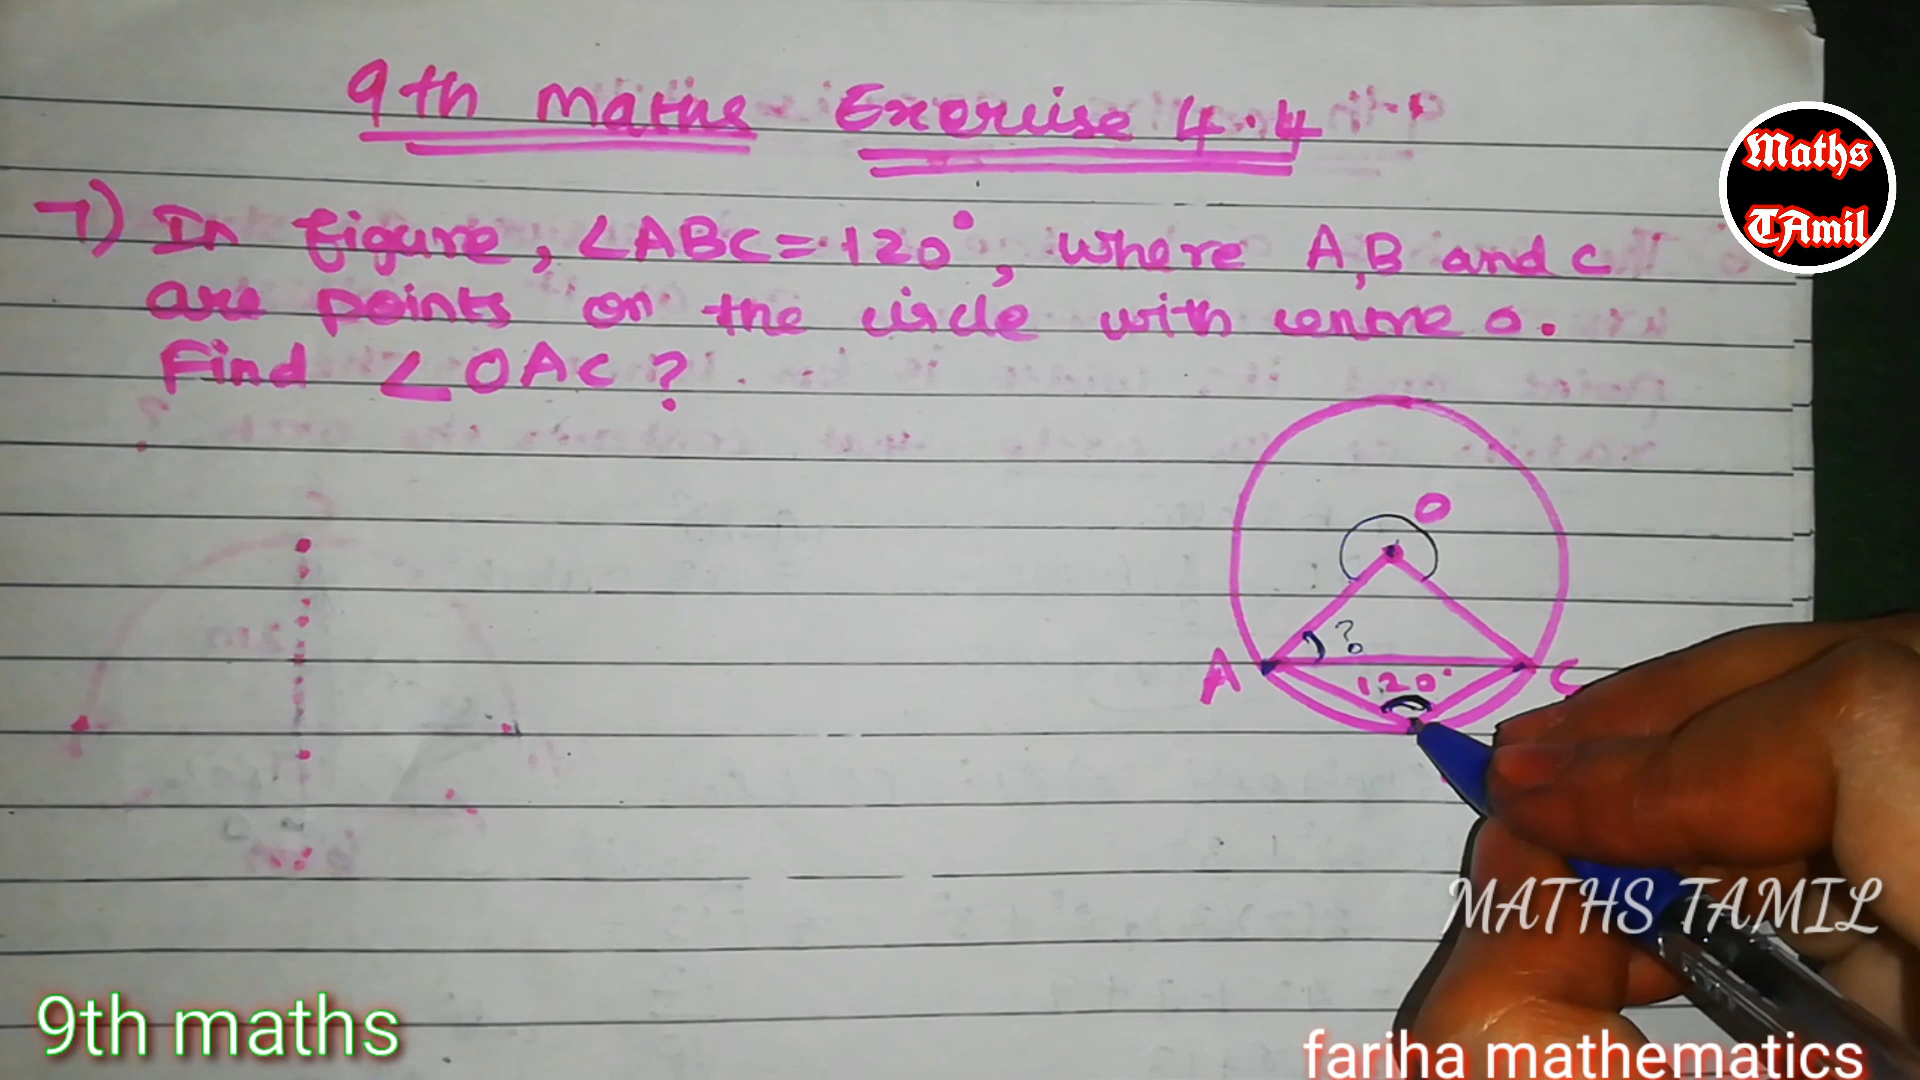 9th maths Exercise 4.4
Maths
TAmil
7) In figure, ∠ABC = 120°, where A,B and C
are points on the circle with centre O.
Find ∠OAC ?
O
?
A
120°
C
MATHS TAMIL
9th maths
fariha mathematics